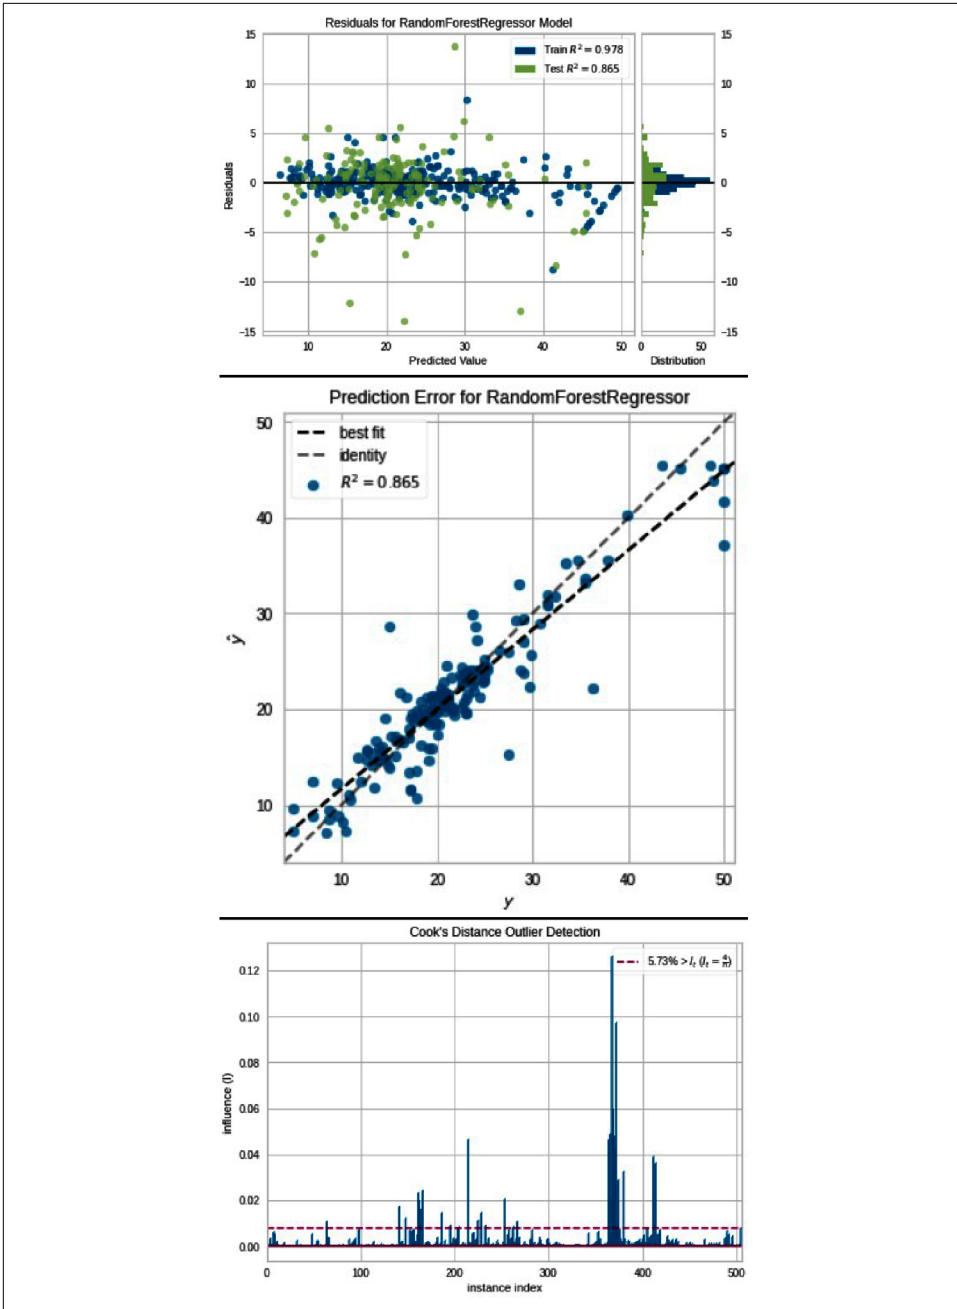 Residuals for RandomForestRegressor Model
15
10
5
0
−5
−10
−15
Residuals
Train R² = 0.978
Test R² = 0.865
15
10
5
0
−5
−10
−15
10 20 30 40 50
0 50
Predicted Value
Distribution
Prediction Error for RandomForestRegressor
50
40
30
20
10
ŷ
best fit
identity
R² = 0.865
10 20 30 40 50
y
Cook's Distance Outlier Detection
0.12
0.10
0.08
0.06
0.04
0.02
0.00
influence (I)
5.73% > Iₜ (Iₜ = 4/n)
0 100 200 300 400 500
instance index